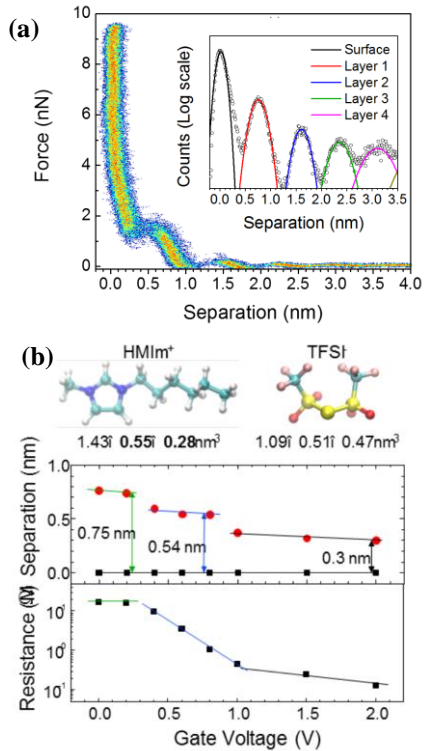 (a)
10
8
6
4
2
0
Force (nN)
0.0 0.5 1.0 1.5 2.0 2.5 3.0 3.5 4.0
Separation (nm)
Counts (Log scale)
Surface
Layer 1
Layer 2
Layer 3
Layer 4
0.0 0.5 1.0 1.5 2.0 2.5 3.0 3.5
Separation (nm)
(b)
HMIm⁺ TFSI⁻
1.43î 0.55î 0.28nm³ 1.09î 0.51î 0.47nm³
Separation (nm)
1.0
0.5
0.0
0.75 nm
0.54 nm
0.3 nm
Resistance
10¹
10⁰
10¹
0.0 0.5 1.0 1.5 2.0
Gate Voltage (V)